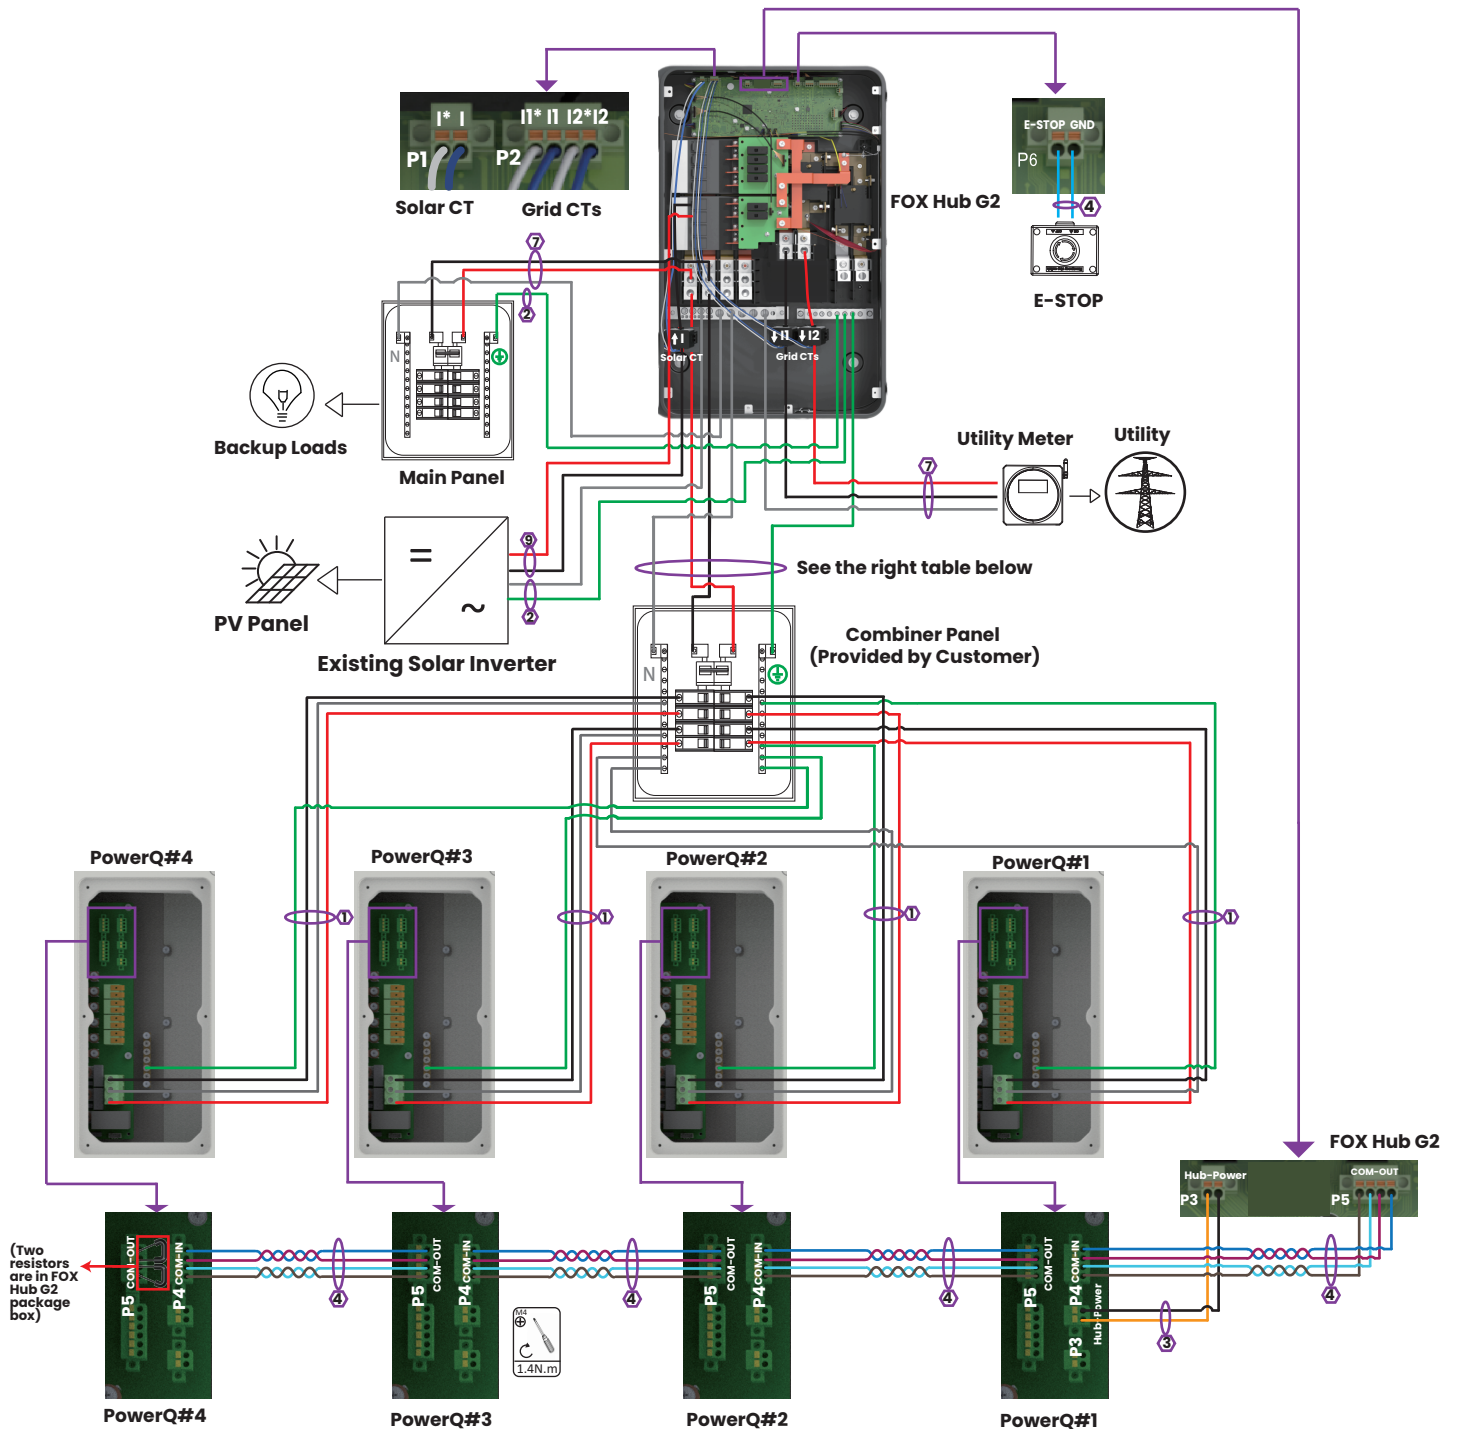 I* I
I1* I1 I2* I2
P1
P2
Solar CT
Grid CTs
FOX Hub G2
E-STOP GND
P6
4
E-STOP
7
2
N
Backup Loads
Main Panel
I
I1
I2
Solar CT
Grid CTs
Utility Meter
Utility
7
9
2
PV Panel
Existing Solar Inverter
See the right table below
Combiner Panel
(Provided by Customer)
N
PowerQ#4
PowerQ#3
PowerQ#2
PowerQ#1
1
1
1
1
FOX Hub G2
Hub-Power
COM-OUT
P3
P5
(Two
resistors
are in FOX
Hub G2
package
box)
COM-OUT
COM-IN
P5
P4
4
COM-OUT
COM-IN
P5
P4
4
COM-OUT
COM-IN
P5
P4
4
COM-OUT
COM-IN
P5
P4
P3
Hub-Power
4
3
M4
1.4N.m
PowerQ#4
PowerQ#3
PowerQ#2
PowerQ#1